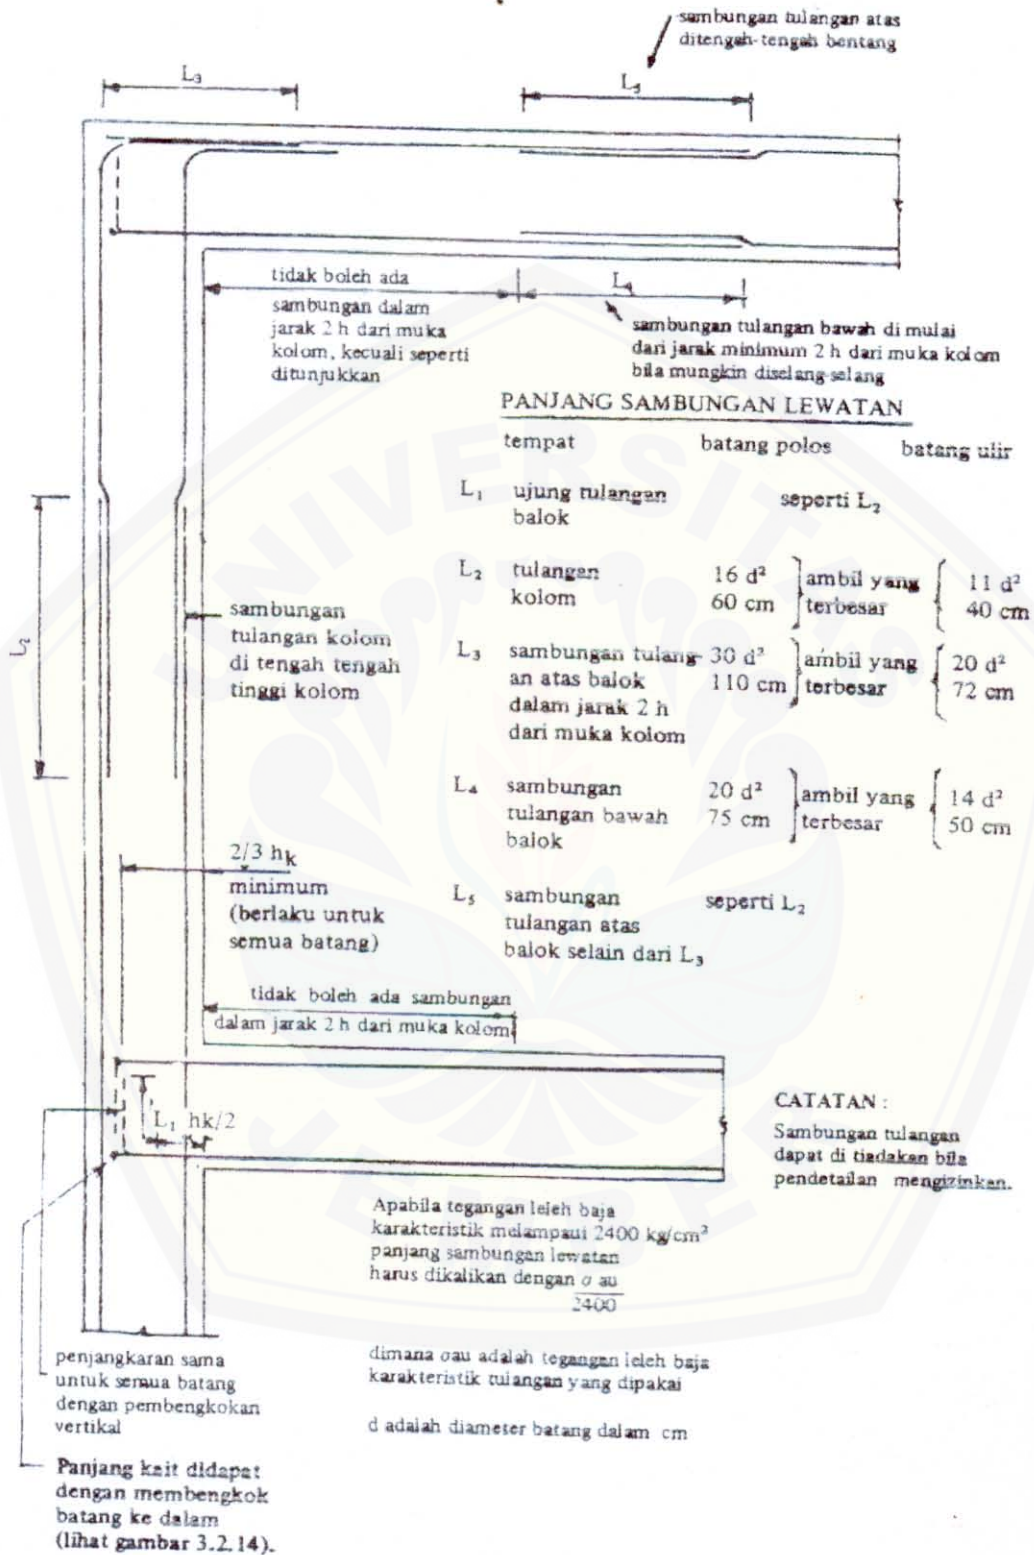 sambungan tulangan atas
ditengah-tengah bentang
L₃
L₅
tidak boleh ada
sambungan dalam
jarak 2 h dari muka
kolom, kecuali seperti
ditunjukkan
L₄
sambungan tulangan bawah di mulai
dari jarak minimum 2 h dari muka kolom
bila mungkin diselang-selang
PANJANG SAMBUNGAN LEWATAN
tempat batang polos batang ulir
L₁ ujung tulangan seperti L₂
balok
L₂ tulangan 16 d² ambil yang 11 d²
kolom 60 cm terbesar 40 cm
L₃ sambungan tulang- 30 d² ambil yang 20 d²
an atas balok 110 cm terbesar 72 cm
dalam jarak 2 h
dari muka kolom
L₄ sambungan 20 d² ambil yang 14 d²
tulangan bawah 75 cm terbesar 50 cm
balok
L₅ sambungan seperti L₂
tulangan atas
balok selain dari L₃
L₂
sambungan
tulangan kolom
di tengah tengah
tinggi kolom
2/3 hk
minimum
(berlaku untuk
semua batang)
tidak boleh ada sambungan
dalam jarak 2 h dari muka kolom
L₁ hk/2
CATATAN :
Sambungan tulangan
dapat di tiadakan bila
pendetailan mengizinkan.
Apabila tegangan leleh baja
karakteristik melampaui 2400 kg/cm²
panjang sambungan lewatan
harus dikalikan dengan σ au
2400
dimana σau adalah tegangan leleh baja
karakteristik tulangan yang dipakai
d adalah diameter batang dalam cm
penjangkaran sama
untuk semua batang
dengan pembengkokan
vertikal
Panjang kait didapat
dengan membengkok
batang ke dalam
(lihat gambar 3.2.14).
UNIVERSITAS
JEMBER